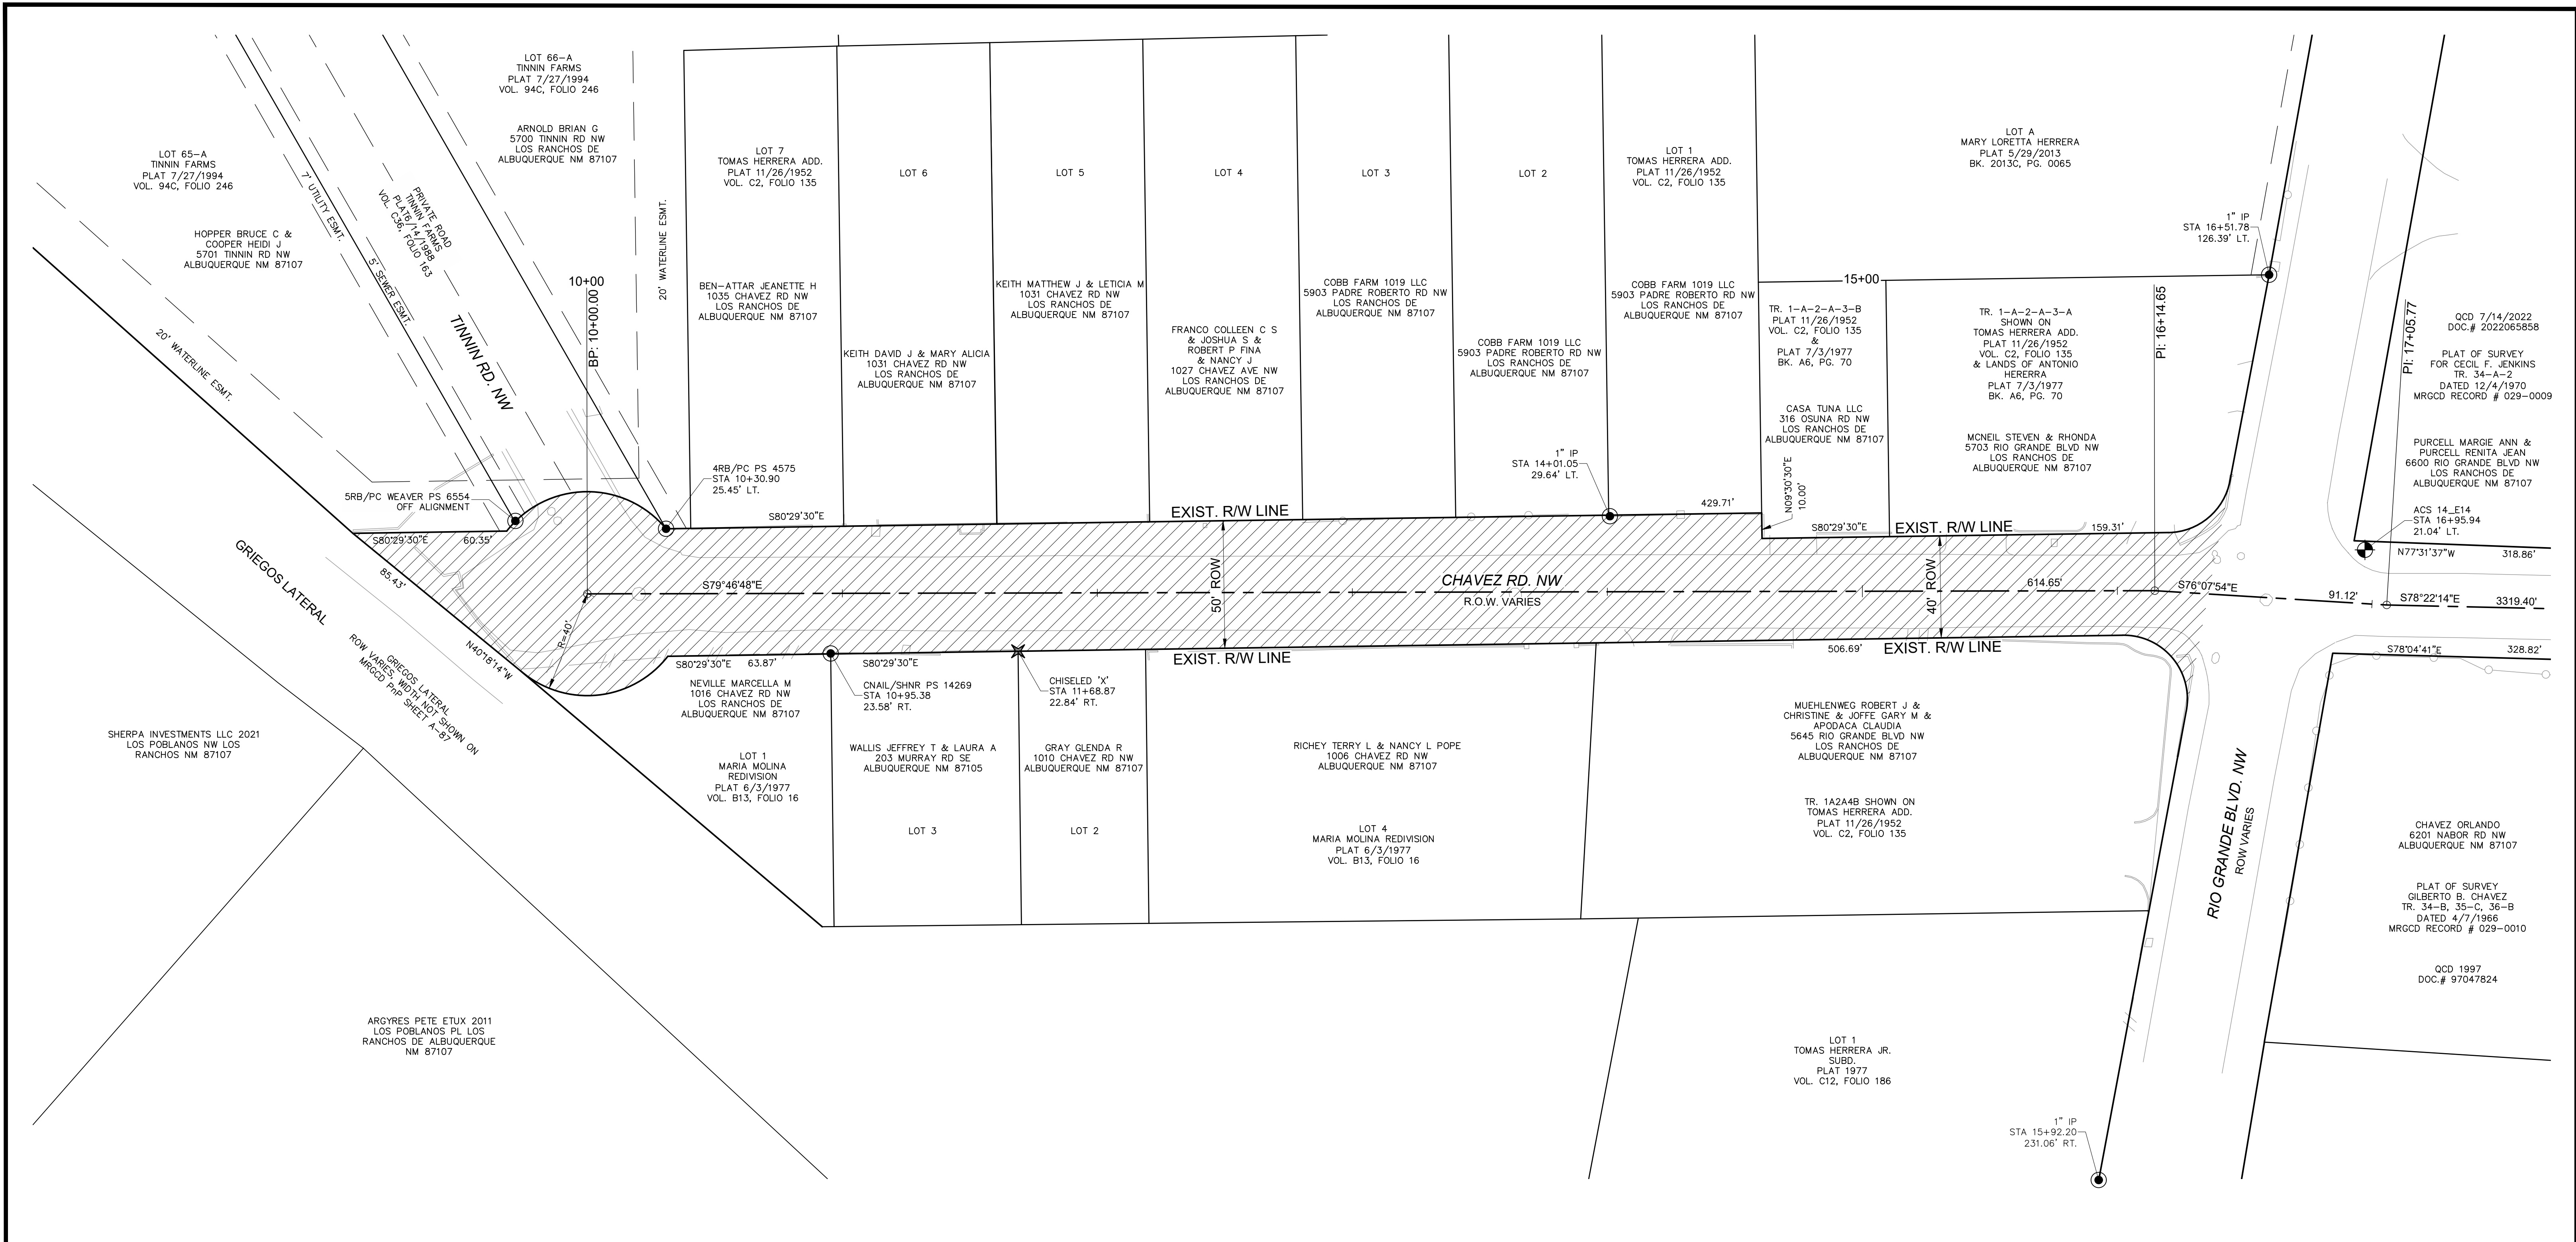 LOT 65-A
TINNIN FARMS
PLAT 7/27/1994
VOL. 94C, FOLIO 246
HOPPER BRUCE C &
COOPER HEIDI J
5701 TINNIN RD NW
ALBUQUERQUE NM 87107
20' WATERLINE ESMT.
7' UTILITY ESMT.
5' SEWER ESMT.
PRIVATE ROAD
TINNIN FARMS
PLAT6/14/1988
VOL. C36, FOLIO 163
TINNIN RD. NW
LOT 66-A
TINNIN FARMS
PLAT 7/27/1994
VOL. 94C, FOLIO 246
ARNOLD BRIAN G
5700 TINNIN RD NW
LOS RANCHOS DE
ALBUQUERQUE NM 87107
20' WATERLINE ESMT.
10+00
BP: 10+00.00
LOT 7
TOMAS HERRERA ADD.
PLAT 11/26/1952
VOL. C2, FOLIO 135
BEN-ATTAR JEANETTE H
1035 CHAVEZ RD NW
LOS RANCHOS DE
ALBUQUERQUE NM 87107
4RB/PC PS 4575
STA 10+30.90
25.45' LT.
5RB/PC WEAVER PS 6554
OFF ALIGNMENT
LOT 6
KEITH DAVID J & MARY ALICIA
1031 CHAVEZ RD NW
LOS RANCHOS DE
ALBUQUERQUE NM 87107
LOT 5
KEITH MATTHEW J & LETICIA M
1031 CHAVEZ RD NW
LOS RANCHOS DE
ALBUQUERQUE NM 87107
LOT 4
FRANCO COLLEEN C S
& JOSHUA S &
ROBERT P FINA
& NANCY J
1027 CHAVEZ AVE NW
LOS RANCHOS DE
ALBUQUERQUE NM 87107
LOT 3
COBB FARM 1019 LLC
5903 PADRE ROBERTO RD NW
LOS RANCHOS DE
ALBUQUERQUE NM 87107
LOT 2
COBB FARM 1019 LLC
5903 PADRE ROBERTO RD NW
LOS RANCHOS DE
ALBUQUERQUE NM 87107
1" IP
STA 14+01.05
29.64' LT.
LOT 1
TOMAS HERRERA ADD.
PLAT 11/26/1952
VOL. C2, FOLIO 135
COBB FARM 1019 LLC
5903 PADRE ROBERTO RD NW
LOS RANCHOS DE
ALBUQUERQUE NM 87107
LOT A
MARY LORETTA HERRERA
PLAT 5/29/2013
BK. 2013C, PG. 0065
1" IP
STA 16+51.78
126.39' LT.
15+00
TR. 1-A-2-A-3-B
PLAT 11/26/1952
VOL. C2, FOLIO 135
&
PLAT 7/3/1977
BK. A6, PG. 70
CASA TUNA LLC
316 OSUNA RD NW
LOS RANCHOS DE
ALBUQUERQUE NM 87107
N09°30'30"E
10.00'
TR. 1-A-2-A-3-A
SHOWN ON
TOMAS HERRERA ADD.
PLAT 11/26/1952
VOL. C2, FOLIO 135
& LANDS OF ANTONIO
HERERRA
PLAT 7/3/1977
BK. A6, PG. 70
MCNEIL STEVEN & RHONDA
5703 RIO GRANDE BLVD NW
LOS RANCHOS DE
ALBUQUERQUE NM 87107
PI: 16+14.65
PI: 17+05.77
QCD 7/14/2022
DOC.# 2022065858
PLAT OF SURVEY
FOR CECIL F. JENKINS
TR. 34-A-2
DATED 12/4/1970
MRGCD RECORD # 029-0009
PURCELL MARGIE ANN &
PURCELL RENITA JEAN
6600 RIO GRANDE BLVD NW
LOS RANCHOS DE
ALBUQUERQUE NM 87107
ACS 14_E14
STA 16+95.94
21.04' LT.
N77°31'37"W 318.86'
S80°29'30"E 60.35'
S80°29'30"E
EXIST. R/W LINE
429.71'
S80°29'30"E
EXIST. R/W LINE
159.31'
85.43'
GRIEGOS LATERAL
N40°18'14"W
GRIEGOS LATERAL
ROW VARIES, WIDTH NOT SHOWN ON
MRGCD PnP SHEET A-87
R=40'
S79°46'48"E
50' ROW
CHAVEZ RD. NW
R.O.W. VARIES
40' ROW
614.65'
S76°07'54"E
91.12'
S78°22'14"E
3319.40'
S80°29'30"E 63.87'
S80°29'30"E
EXIST. R/W LINE
506.69'
EXIST. R/W LINE
S78°04'41"E
328.82'
SHERPA INVESTMENTS LLC 2021
LOS POBLANOS NW LOS
RANCHOS NM 87107
ARGYRES PETE ETUX 2011
LOS POBLANOS PL LOS
RANCHOS DE ALBUQUERQUE
NM 87107
NEVILLE MARCELLA M
1016 CHAVEZ RD NW
LOS RANCHOS DE
ALBUQUERQUE NM 87107
LOT 1
MARIA MOLINA
REDIVISION
PLAT 6/3/1977
VOL. B13, FOLIO 16
CNAIL/SHNR PS 14269
STA 10+95.38
23.58' RT.
WALLIS JEFFREY T & LAURA A
203 MURRAY RD SE
ALBUQUERQUE NM 87105
LOT 3
CHISELED 'X'
STA 11+68.87
22.84' RT.
GRAY GLENDA R
1010 CHAVEZ RD NW
ALBUQUERQUE NM 87107
LOT 2
RICHEY TERRY L & NANCY L POPE
1006 CHAVEZ RD NW
ALBUQUERQUE NM 87107
LOT 4
MARIA MOLINA REDIVISION
PLAT 6/3/1977
VOL. B13, FOLIO 16
MUEHLENWEG ROBERT J &
CHRISTINE & JOFFE GARY M &
APODACA CLAUDIA
5645 RIO GRANDE BLVD NW
LOS RANCHOS DE
ALBUQUERQUE NM 87107
TR. 1A2A4B SHOWN ON
TOMAS HERRERA ADD.
PLAT 11/26/1952
VOL. C2, FOLIO 135
RIO GRANDE BLVD. NW
ROW VARIES
CHAVEZ ORLANDO
6201 NABOR RD NW
ALBUQUERQUE NM 87107
PLAT OF SURVEY
GILBERTO B. CHAVEZ
TR. 34-B, 35-C, 36-B
DATED 4/7/1966
MRGCD RECORD # 029-0010
QCD 1997
DOC.# 97047824
LOT 1
TOMAS HERRERA JR.
SUBD.
PLAT 1977
VOL. C12, FOLIO 186
1" IP
STA 15+92.20
231.06' RT.